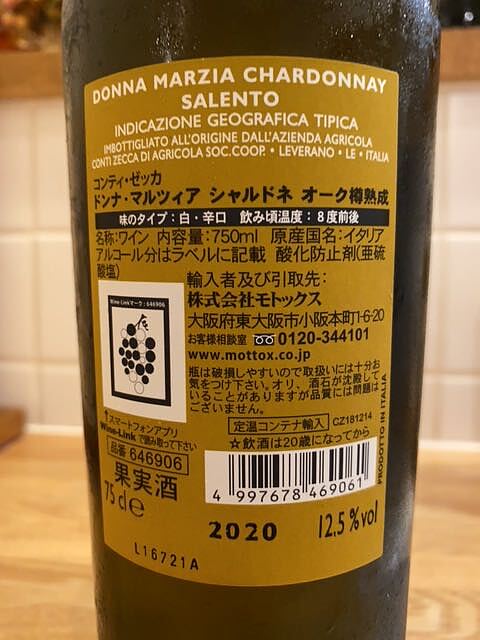 DONNA MARZIA CHARDONNAY
SALENTO
INDICAZIONE GEOGRAFICA TIPICA
IMBOTTIGLIATO ALL'ORIGINE DALL'AZIENDA AGRICOLA
CONTI ZECCA DI AGRICOLA SOC.COOP. • LEVERANO • LE • ITALIA
コンティ・ゼッカ
ドンナ・マルツィア シャルドネ オーク樽熟成
味のタイプ：白・辛口 飲み頃温度：８度前後
名称:ワイン 内容量:750ml 原産国名:イタリア
アルコール分はラベルに記載 酸化防止剤(亜硫
酸塩)
輸入者及び引取先：
株式会社モトックス
大阪府東大阪市小阪本町1-6-20
お客様相談室 0120-344101
www.mottox.co.jp
瓶は破損しやすいので取扱いには十分お
気をつけ下さい。オリ、酒石が沈殿して
いることがありますが品質には問題は
ございません。
Wine-Linkマーク：646906
↑スマートフォンアプリ
Wine-Linkで読み取って下さい
定温コンテナ輸入 CZ181214
☆飲酒は20歳になってから
品番 646906
果実酒
75cl e
4 997678 469061
PRODOTTO IN ITALIA
2020
12,5%vol
L16721A